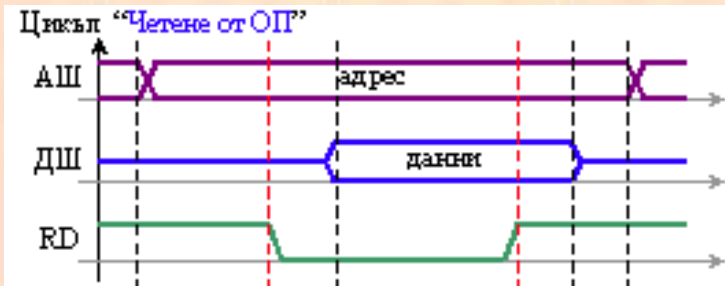 Цикъл “Четене от ОП”
АШ
адрес
ДШ
данни
RD